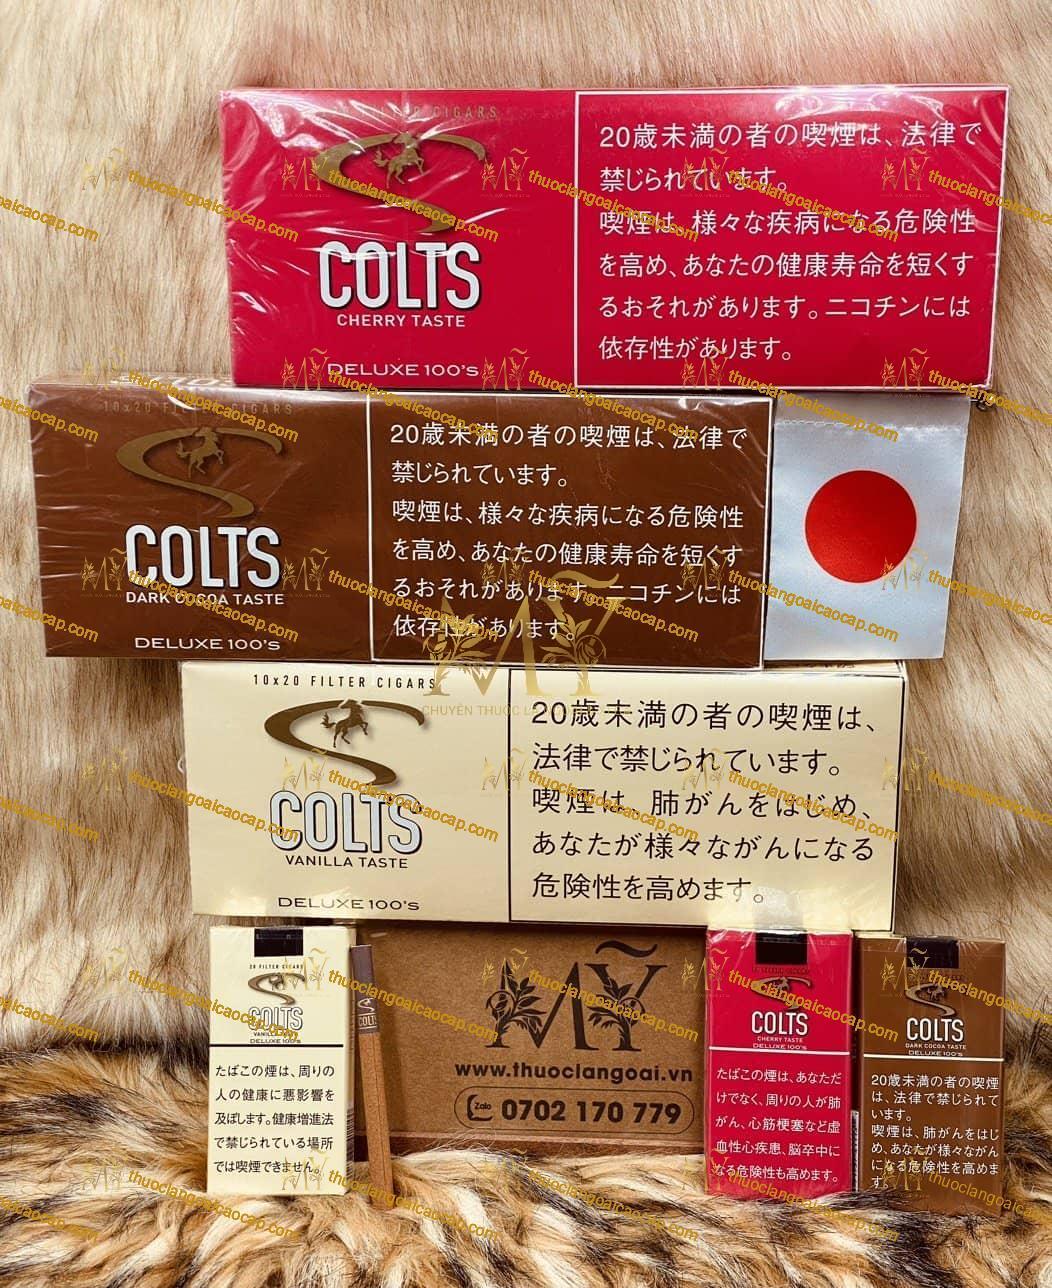 20 FILTER CIGARS
COLTS
CHERRY TASTE
DELUXE 100's
20歳未満の者の喫煙は、法律で
禁じられています。
喫煙は、様々な疾病になる危険性
を高め、あなたの健康寿命を短くす
るおそれがあります。ニコチンには
依存性があります。
10x20 FILTER CIGARS
COLTS
DARK COCOA TASTE
DELUXE 100's
20歳未満の者の喫煙は、法律で
禁じられています。
喫煙は、様々な疾病になる危険性
を高め、あなたの健康寿命を短くす
るおそれがあります。ニコチンには
依存性があります。
10x20 FILTER CIGARS
COLTS
VANILLA TASTE
DELUXE 100's
20歳未満の者の喫煙は、
法律で禁じられています。
喫煙は、肺がんをはじめ、
あなたが様々ながんになる
危険性を高めます。
20 FILTER CIGARS
COLTS
VANILLA TASTE
DELUXE 100's
たばこの煙は、周りの
人の健康に悪影響を
及ぼします。健康増進法
で禁じられている場所
では喫煙できません。
COLTS
MỸ
www.thuoclangoai.vn
Zalo 0702 170 779
COLTS
CHERRY TASTE
DELUXE 100's
たばこの煙は、あなただ
けでなく、周りの人が肺
がん、心筋梗塞など虚
血性心疾患、脳卒中に
なる危険性も高めます。
COLTS
DARK COCOA TASTE
DELUXE 100's
20歳未満の者の喫煙
は、法律で禁じられて
います。
喫煙は、肺がんをはじ
め、あなたが様々ながん
になる危険性を高めま
す。
MỸ
thuoclangoaicaocap.com